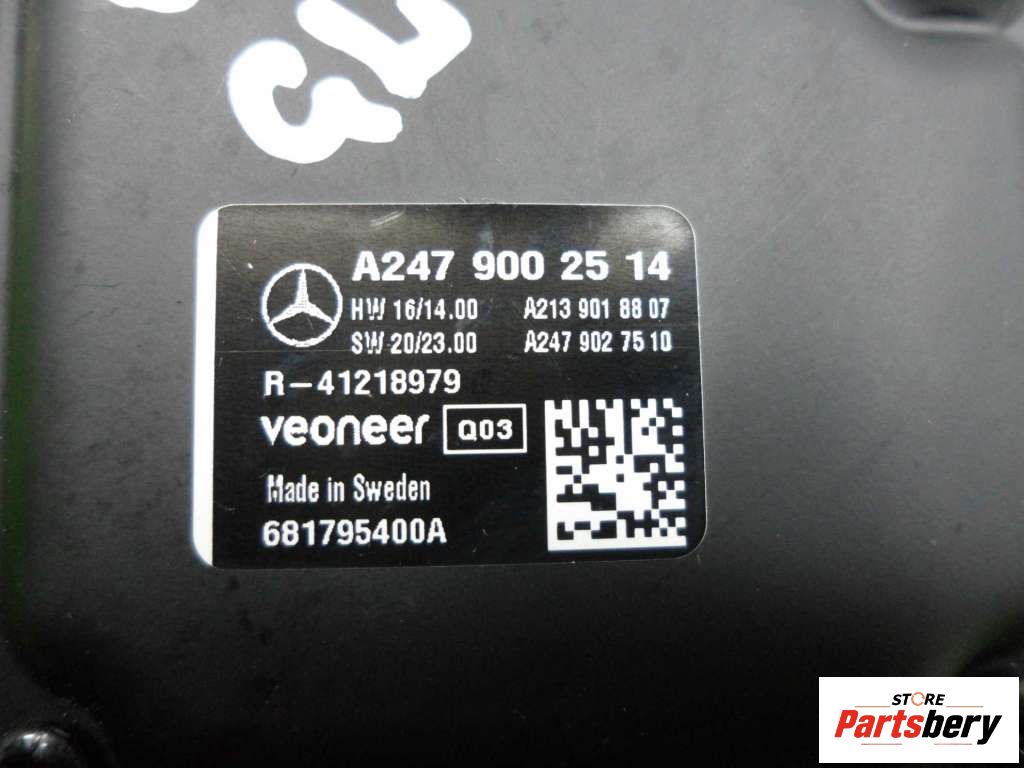 A247 900 25 14
HW 16/14.00 A213 901 88 07
SW 20/23.00 A247 902 75 10
R-41218979
veoneer Q03
Made in Sweden
681795400A
STORE
Partsbery